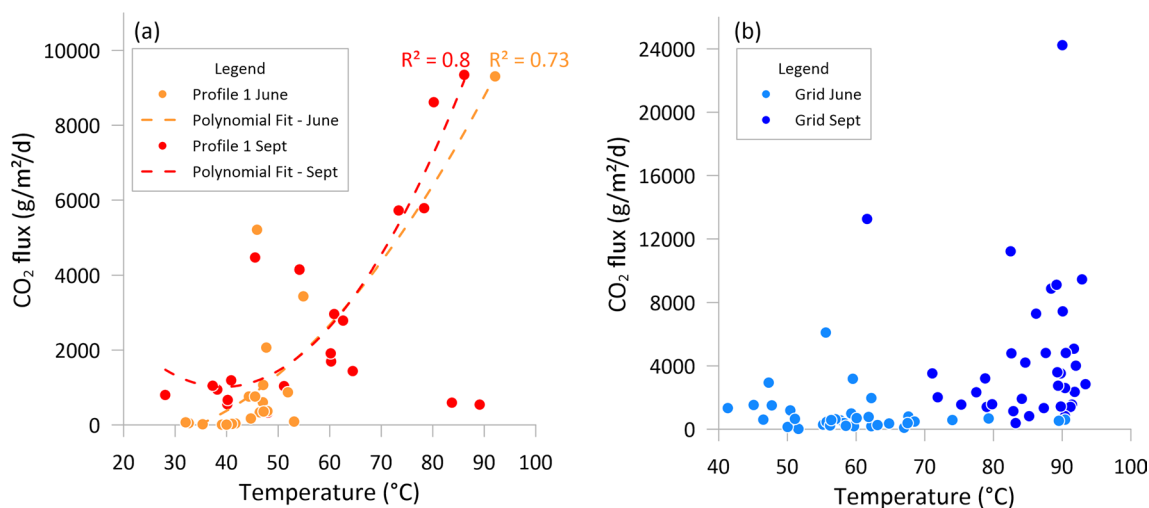 (a)
R² = 0.8 R² = 0.73
Legend
Profile 1 June
Polynomial Fit - June
Profile 1 Sept
Polynomial Fit - Sept
10000
8000
6000
4000
2000
0
CO₂ flux (g/m²/d)
20 30 40 50 60 70 80 90 100
Temperature (°C)
(b)
Legend
Grid June
Grid Sept
24000
20000
16000
12000
8000
4000
0
CO₂ flux (g/m²/d)
40 50 60 70 80 90 100
Temperature (°C)